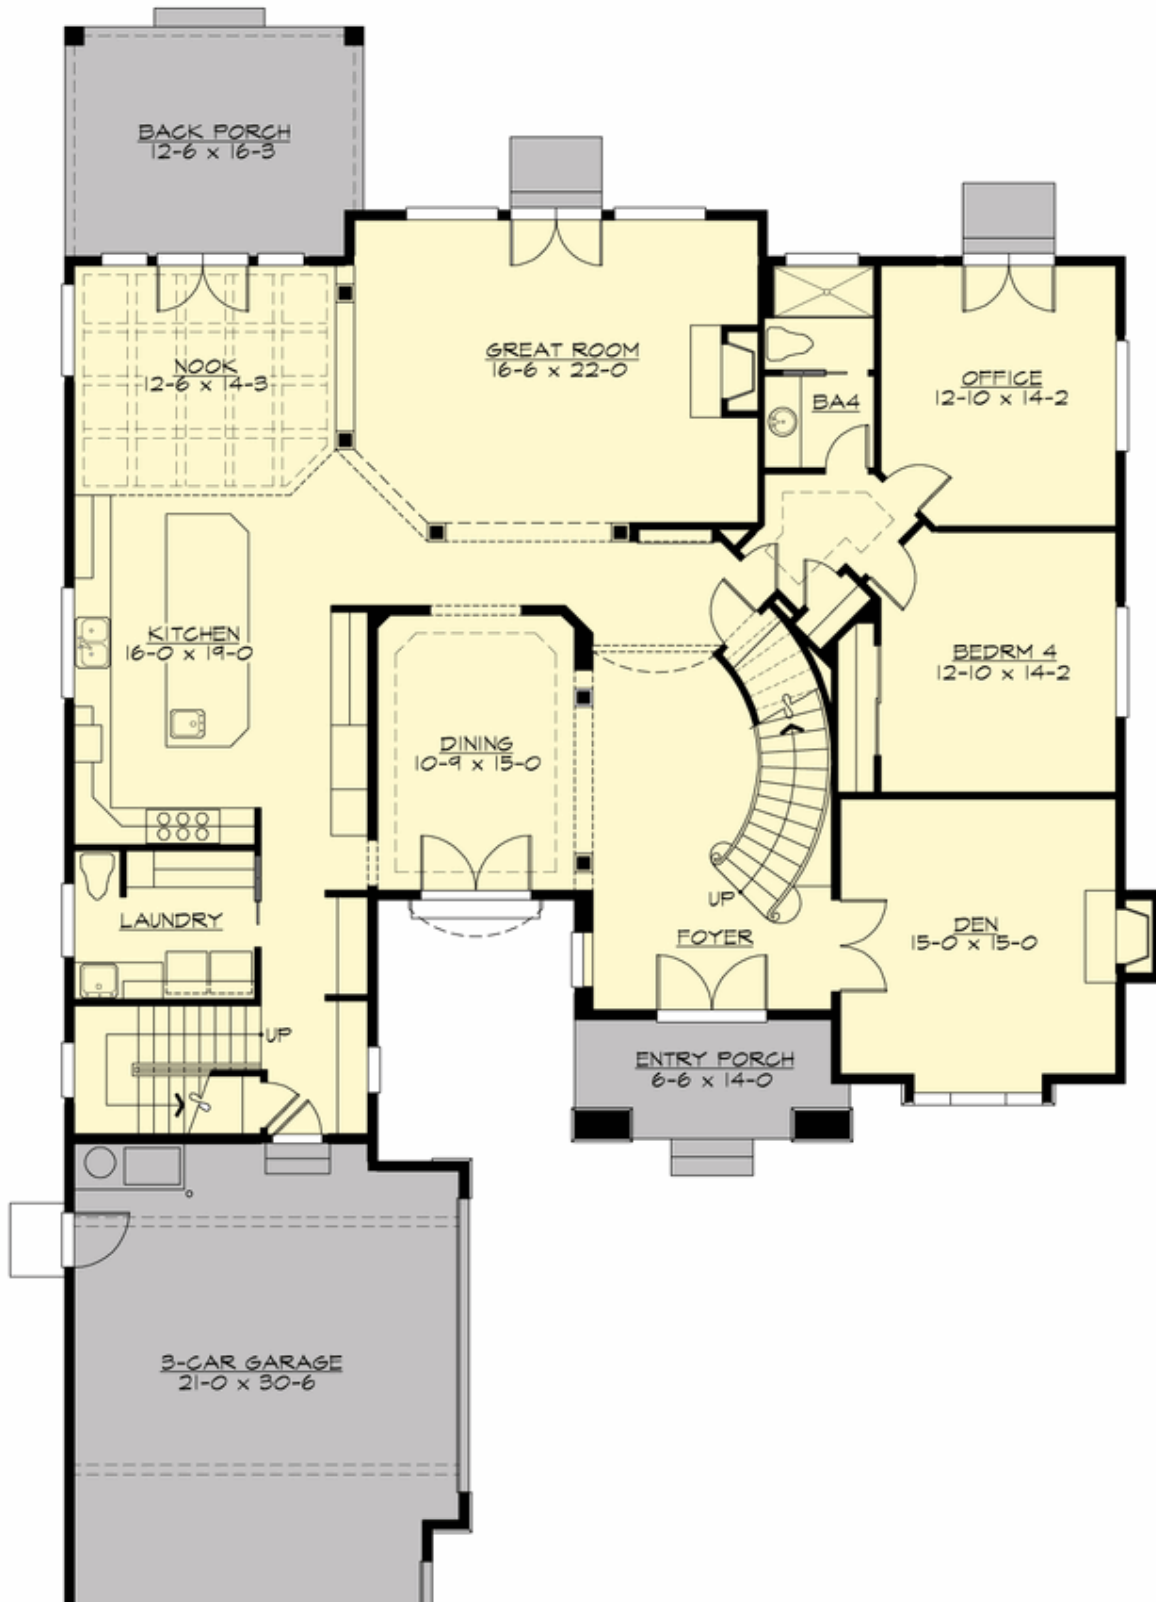 BACK PORCH
12-6 x 16-3
GREAT ROOM
16-6 x 22-0
NOOK
12-6 x 14-3
OFFICE
12-10 x 14-2
BA4
KITCHEN
16-0 x 19-0
BEDRM 4
12-10 x 14-2
DINING
10-9 x 15-0
UP
LAUNDRY
FOYER
DEN
15-0 x 15-0
UP
ENTRY PORCH
6-6 x 14-0
3-CAR GARAGE
21-0 x 30-6